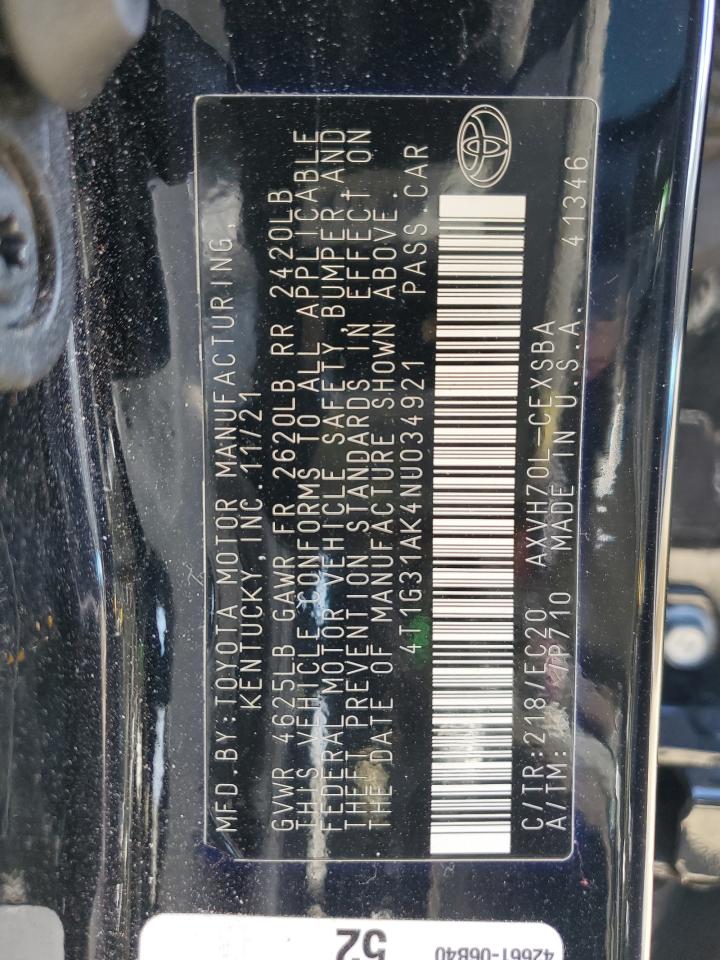 MFD.BY:TOYOTA MOTOR MANUFACTURING,
KENTUCKY, INC.11/21
GVWR 4625LB GAWR FR 2620LB RR 2420LB
THIS VEHICLE CONFORMS TO ALL APPLICABLE
FEDERAL MOTOR VEHICLE SAFETY, BUMPER, AND
THEFT PREVENTION STANDARDS IN EFFECT ON
THE DATE OF MANUFACTURE SHOWN ABOVE.
4T1G31AK4NU034921 PASS.CAR
C/TR:218/EC20 AXVH70L-CEXSBA
A/TM: /P710 MADE IN U.S.A. 41346
52
42661-06B40